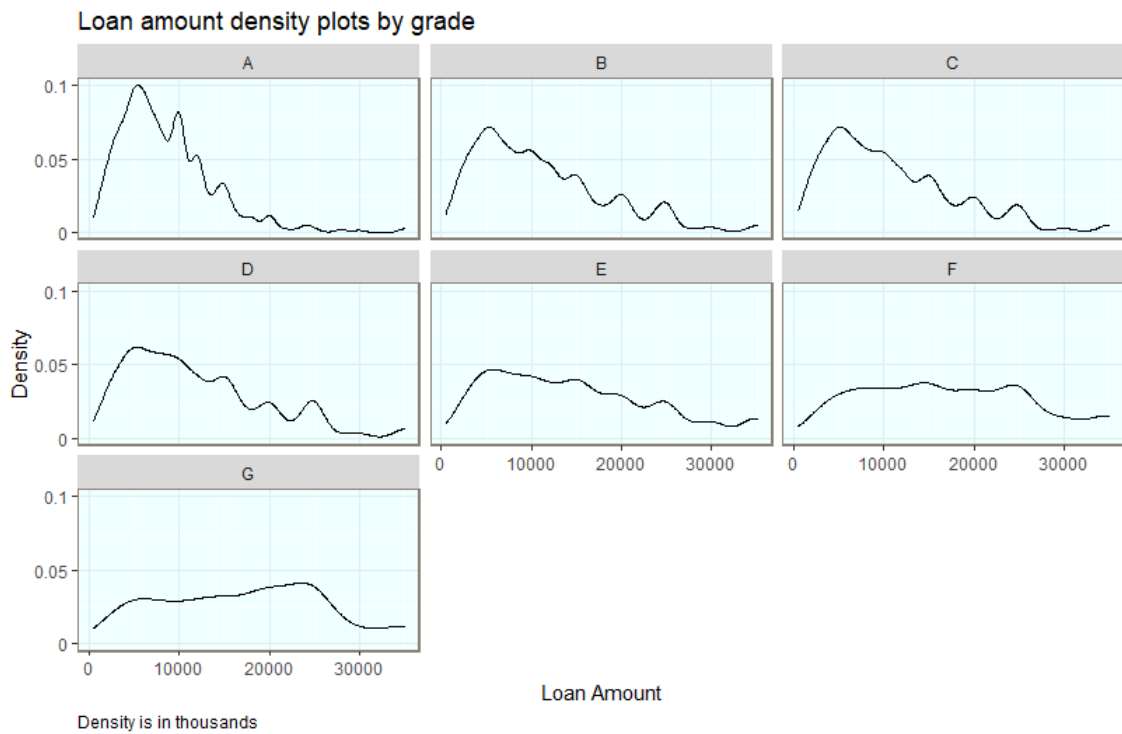 Loan amount density plots by grade
A B C
0.1
0.05
0
D E F
0.1
0.05
0
0 10000 20000 30000 0 10000 20000 30000
G
0.1
0.05
0
0 10000 20000 30000
Density
Loan Amount
Density is in thousands